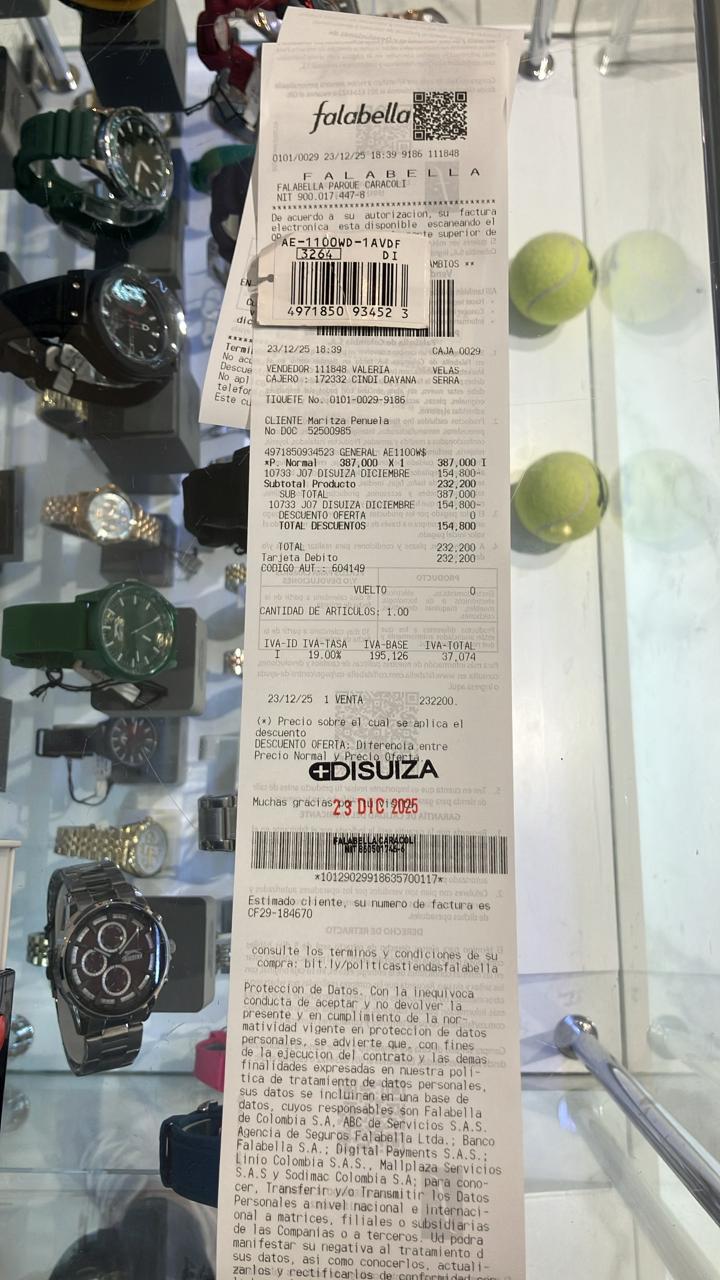 falabella
0101/0029 23/12/25 18:39 9186 111848
F A L A B E L L A
FALABELLA PARQUE CARACOLI
NIT 900.017.447-8
De acuerdo a su autorizacion, su factura
electronica esta disponible escaneando el
superior de
AE-1100WD-1AVDF
3264 DI
4971850 93452 3
AMBIOS **
23/12/25 18:39 CAJA 0029
VENDEDOR 111848 VALERIA VELAS
CAJERO : 172332 CINDI DAYANA SERRA
TIQUETE No. 0101-0029-9186
CLIENTE Maritza Penuela
No DOC 52500985
4971850934523 GENERAL AE1100W$
*P. Normal 387,000 X 1 387,000 I
10733 J07 DISUIZA DICIEMBRE 154,800-
Subtotal Producto 232,200
SUB TOTAL 387,000
10733 J07 DISUIZA DICIEMBRE 154,800-
DESCUENTO OFERTA 0
TOTAL DESCUENTOS 154,800
TOTAL 232,200
Tarjeta Debito 232,200
CODIGO AUT.: 604149
VUELTO 0
CANTIDAD DE ARTICULOS: 1.00
IVA-ID IVA-TASA IVA-BASE IVA-TOTAL
I 19.00% 195,126 37,074
23/12/25 1 VENTA 232200.
(*) Precio sobre el cual se aplica el
descuento
DESCUENTO OFERTA: Diferencia entre
Precio Normal y Precio Oferta.
DISUIZA
Muchas gracias por tu
23 DIC 2025
FALABELLA CARACOLI
*10129029918635700117*
Estimado cliente, su numero de factura es
CF29-184670
consulte los terminos y condiciones de su
compra: bit.ly/politicastiendasfalabella
Proteccion de Datos. Con la inequivoca
conducta de aceptar y no devolver la
presente y en cumplimiento de la nor-
matividad vigente en proteccion de datos
personales, se advierte que, con fines
de la ejecucion del contrato y las demas
finalidades expresadas en nuestra poli-
tica de tratamiento de datos personales,
sus datos se incluiran en una base de
datos, cuyos responsables son Falabella
de Colombia S.A, ABC de Servicios S.A.S.
Agencia de Seguros Falabella Ltda.; Banco
Falabella S.A.; Digital Payments S.A.S.;
Linio Colombia S.A.S., Mallplaza Servicios
S.A.S y Sodimac Colombia S.A; para cono-
cer, Transferir y/o Transmitir los Datos
Personales a nivel nacional e internaci-
onal a matrices, filiales o subsidiarias
de las Companias o a terceros. Ud podra
manifestar su negativa al tratamiento d
sus datos, asi como conocerlos, actuali-
zarlos y rectificarlos de conformidad con